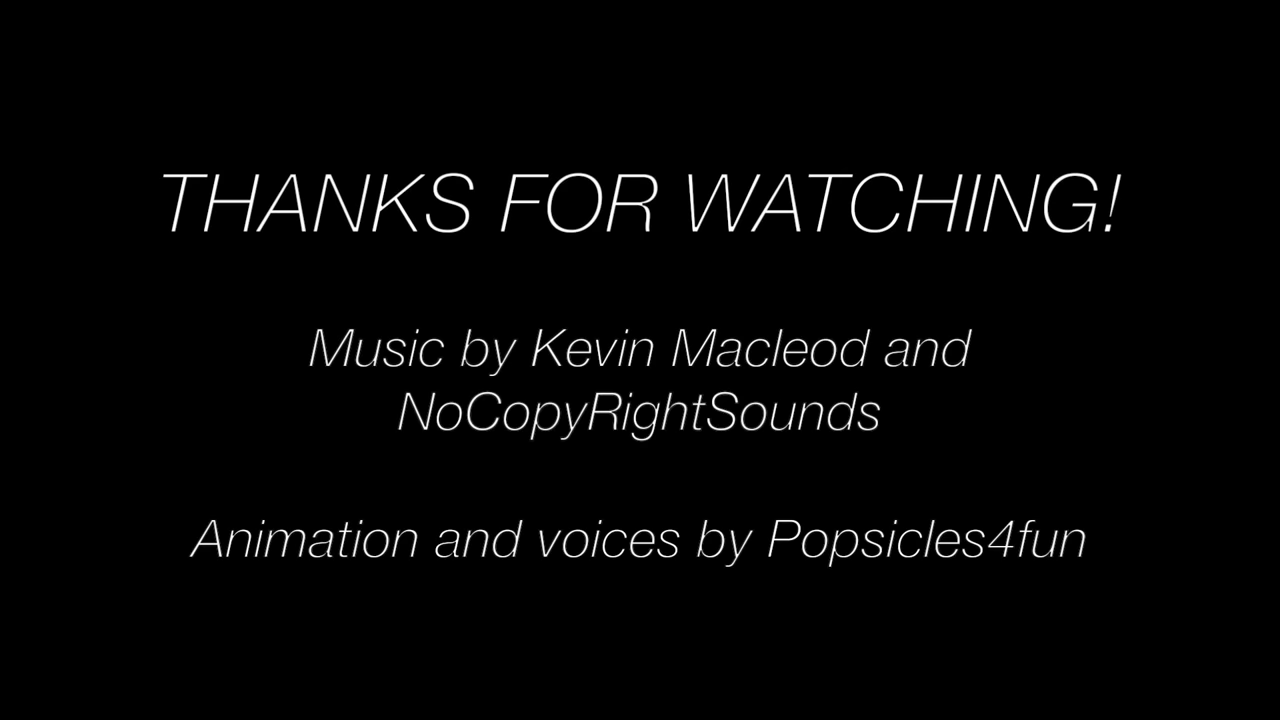 THANKS FOR WATCHING!
Music by Kevin Macleod and
NoCopyRightSounds
Animation and voices by Popsicles4fun